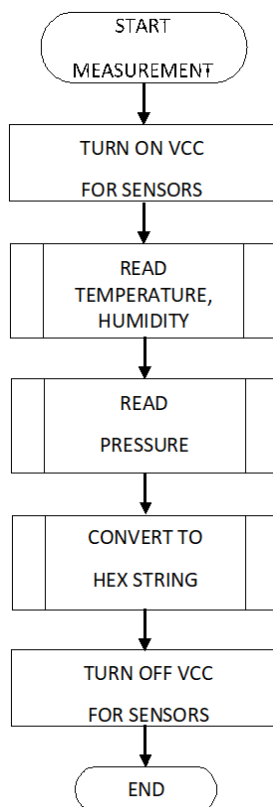 START
MEASUREMENT
TURN ON VCC
FOR SENSORS
READ
TEMPERATURE,
HUMIDITY
READ
PRESSURE
CONVERT TO
HEX STRING
TURN OFF VCC
FOR SENSORS
END